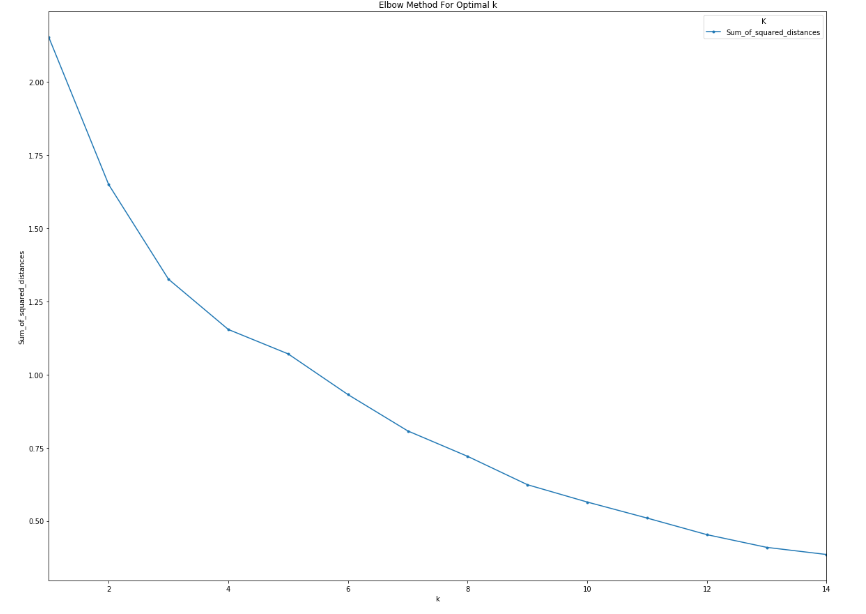 Elbow Method For Optimal k
K
Sum_of_squared_distances
2.00
1.75
1.50
1.25
1.00
0.75
0.50
Sum_of_squared_distances
2
4
6
8
10
12
14
k